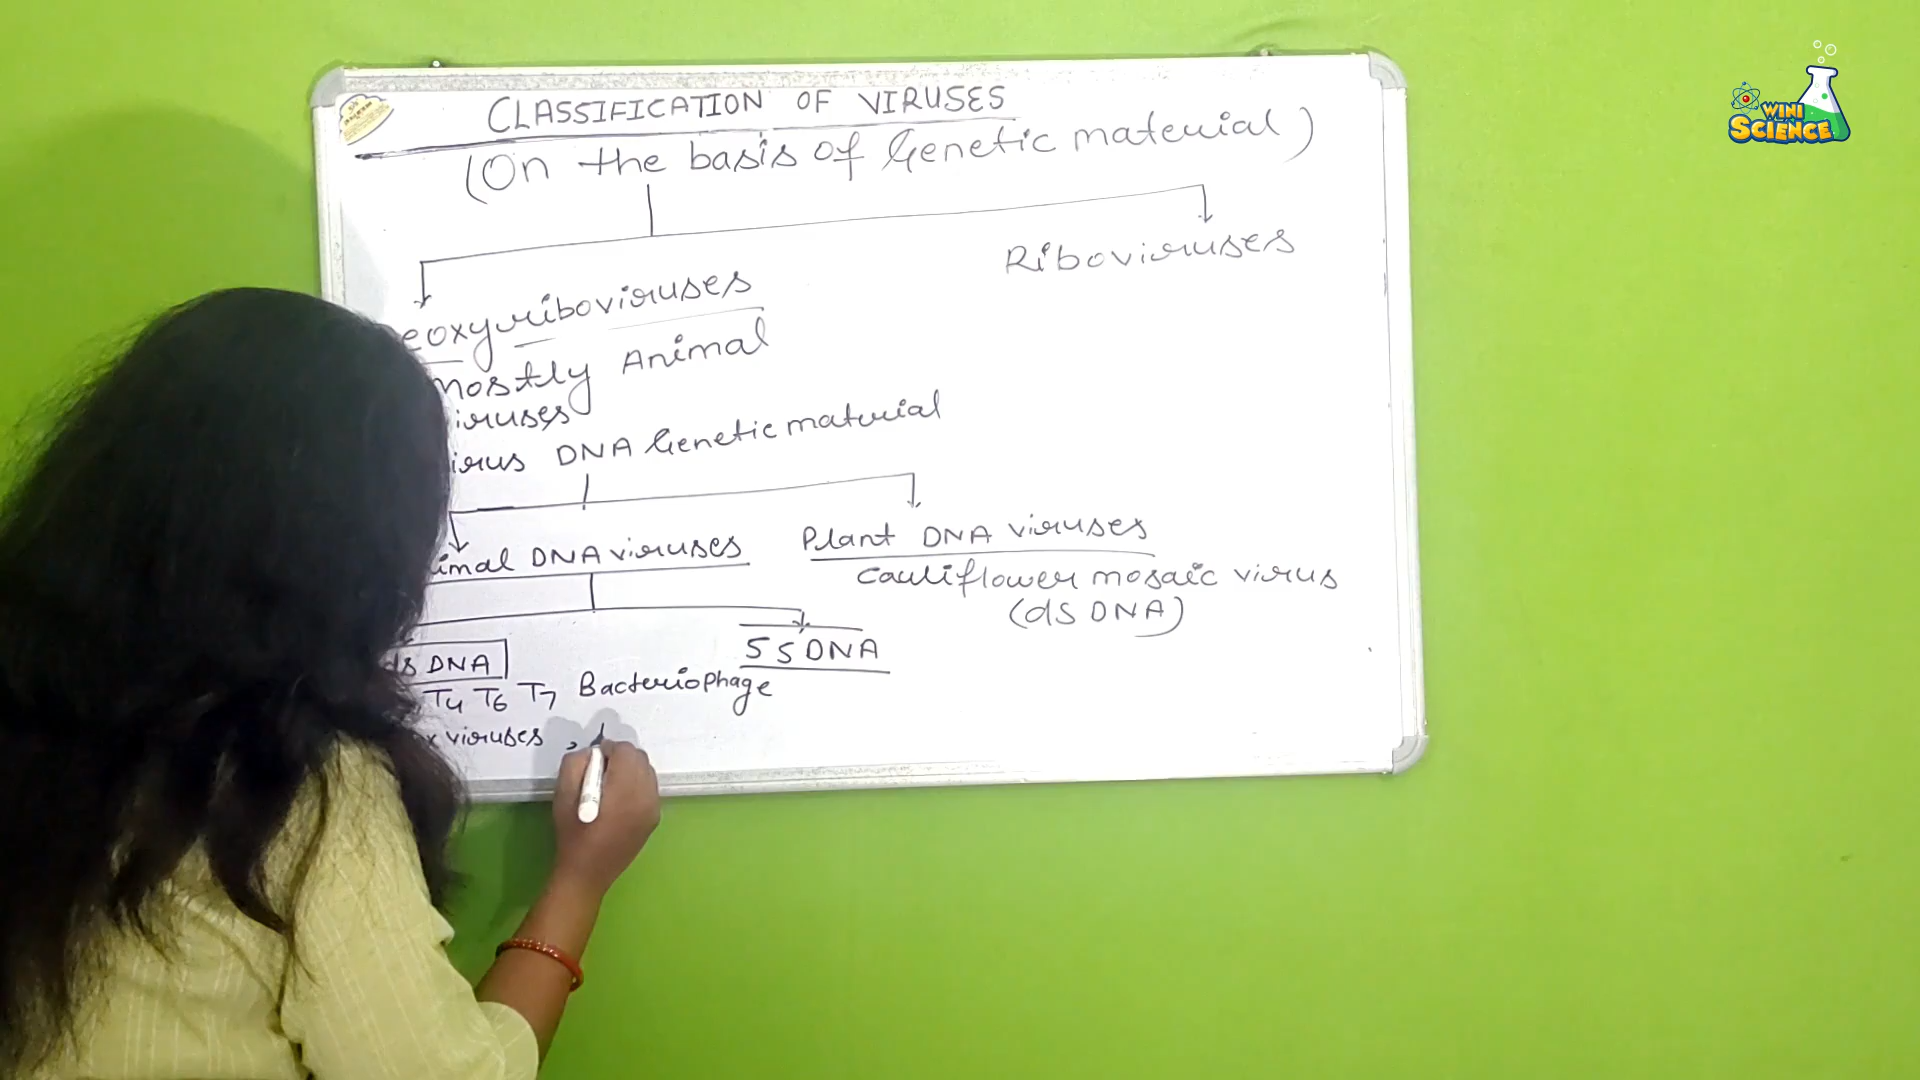 CLASSIFICATION OF VIRUSES
(On the basis of Genetic material)
Riboviruses
eoxyriboviruses
mostly Animal
iruses
irus DNA Genetic material
imal DNA viruses
Plant DNA viruses
cauliflower mosaic virus
(ds DNA)
ds DNA
SS DNA
T4 T6 T7 Bacteriophage
x viruses ,
WINI
SCIENCE